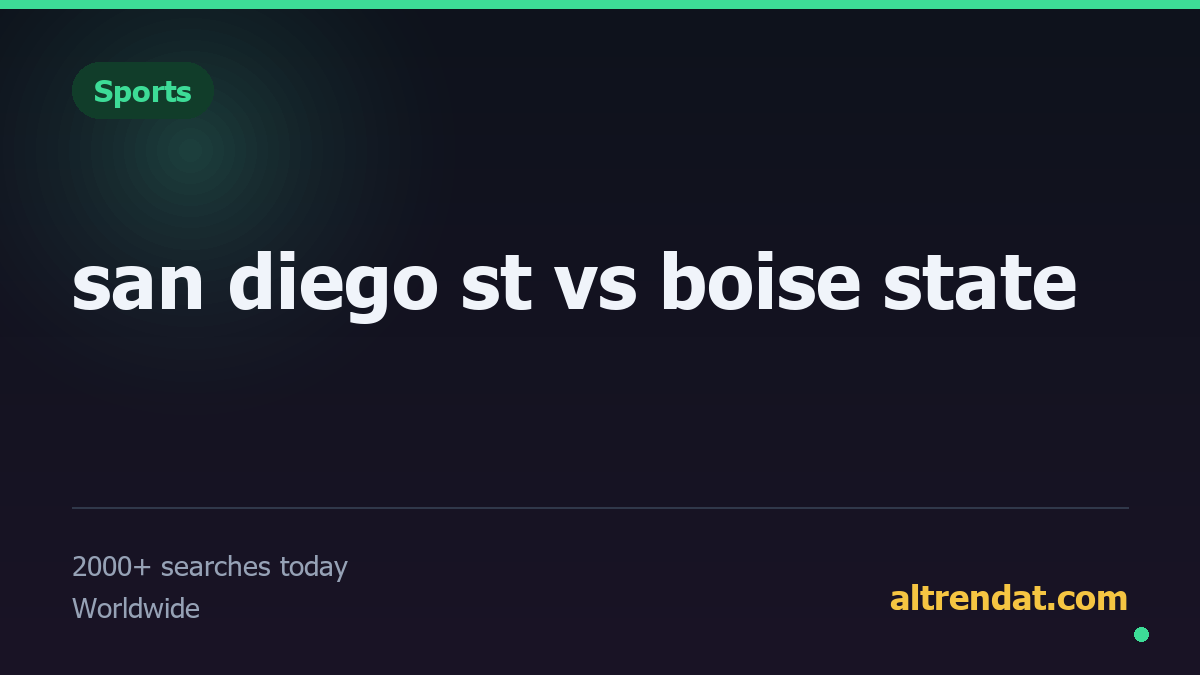 Sports
san diego st vs boise state
2000+ searches today
Worldwide
altrendat.com